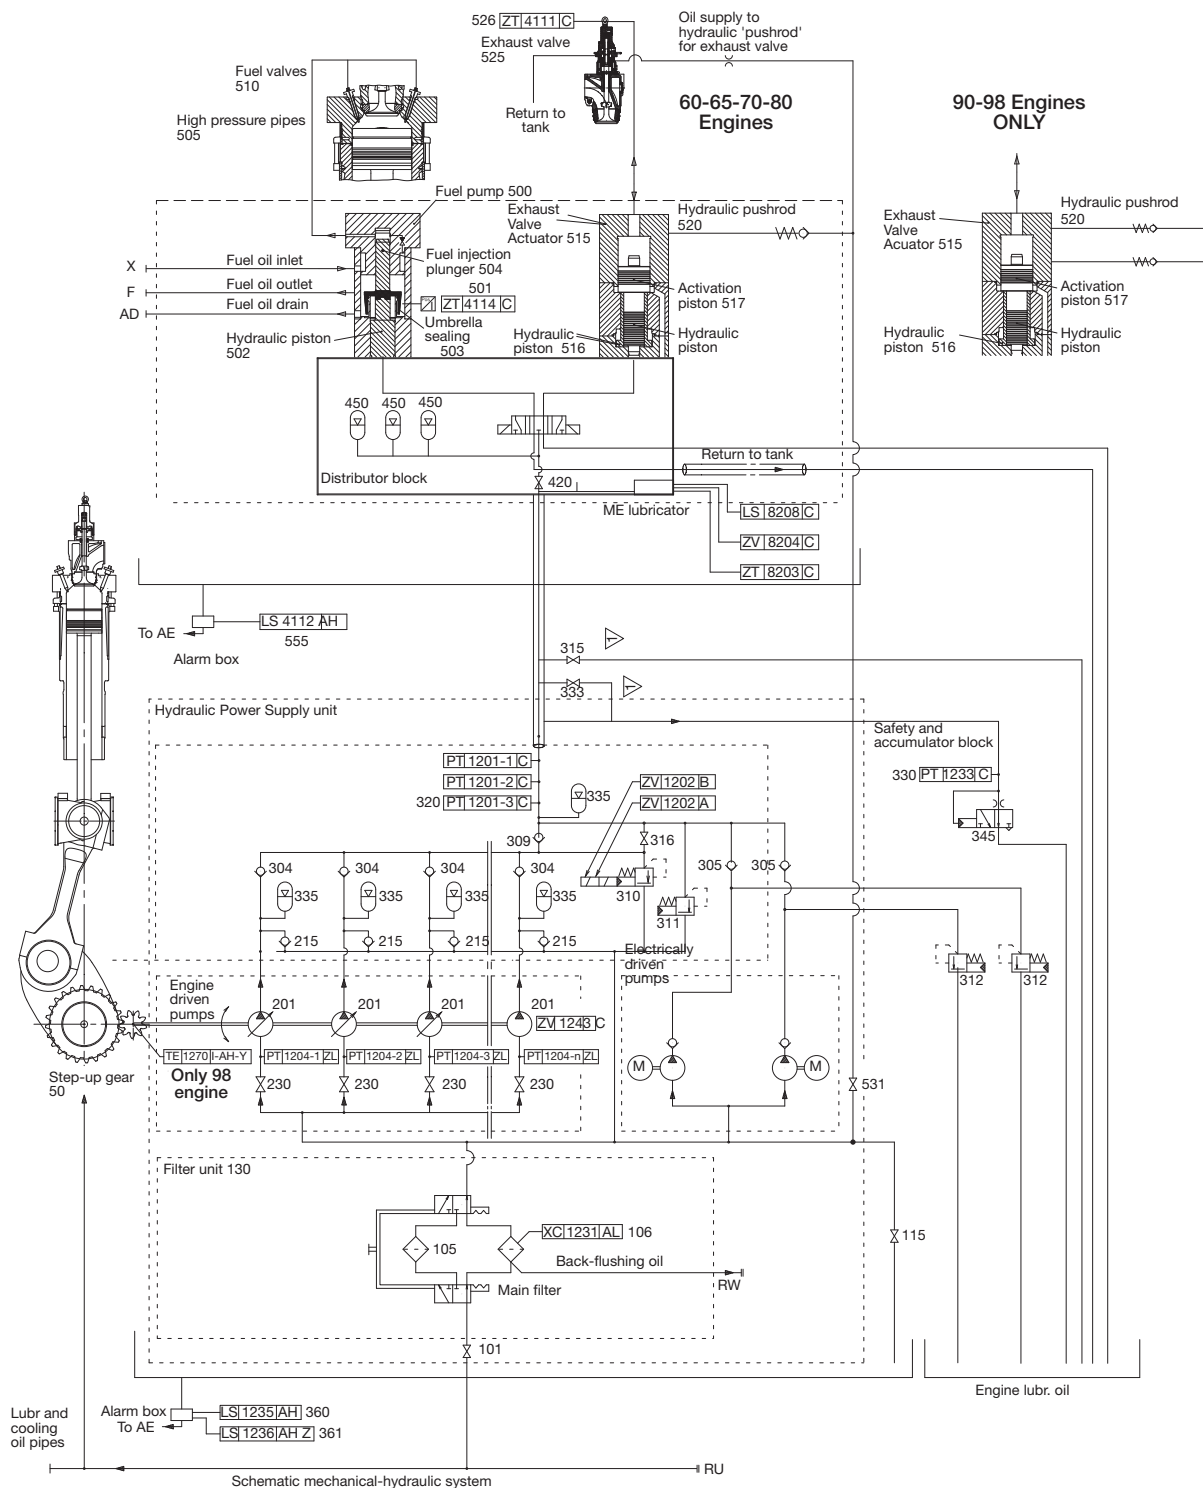 526 ZT 4111 C
Exhaust valve
525
Oil supply to
hydraulic 'pushrod'
for exhaust valve
Fuel valves
510
Return to
tank
60-65-70-80
Engines
90-98 Engines
ONLY
High pressure pipes
505
Fuel pump 500
Exhaust
Valve
Actuator 515
Hydraulic pushrod
520
Exhaust
Valve
Acuator 515
Hydraulic pushrod
520
X
Fuel oil inlet
Fuel injection
plunger 504
F
Fuel oil outlet
501
ZT 4114 C
Activation
piston 517
Activation
piston 517
AD
Fuel oil drain
Umbrella
sealing
503
Hydraulic piston
502
Hydraulic
piston 516
Hydraulic
piston
Hydraulic
piston 516
Hydraulic
piston
450 450 450
Return to tank
Distributor block
420
ME lubricator
LS 8208 C
ZV 8204 C
ZT 8203 C
LS 4112 AH
555
To AE
Alarm box
315
1
333
1
Hydraulic Power Supply unit
Safety and
accumulator block
PT 1201-1 C
PT 1201-2 C
320 PT 1201-3 C
335
ZV 1202 B
ZV 1202 A
330 PT 1233 C
345
309
316
304 304 304 304
305 305
335 335 335 335
310
311
215 215 215 215
Electrically
driven
pumps
312 312
Engine
driven
pumps
201 201 201 201
ZV 1243 C
TE 1270 I-AH-Y
PT 1204-1 ZL
PT 1204-2 ZL
PT 1204-3 ZL
PT 1204-n ZL
M M
Step-up gear
50
Only 98
engine
230 230 230 230
531
Filter unit 130
XC 1231 AL 106
105
Back-flushing oil
RW
115
Main filter
101
Engine lubr. oil
Lubr and
cooling
oil pipes
Alarm box
To AE
LS 1235 AH 360
LS 1236 AH Z 361
RU
Schematic mechanical-hydraulic system